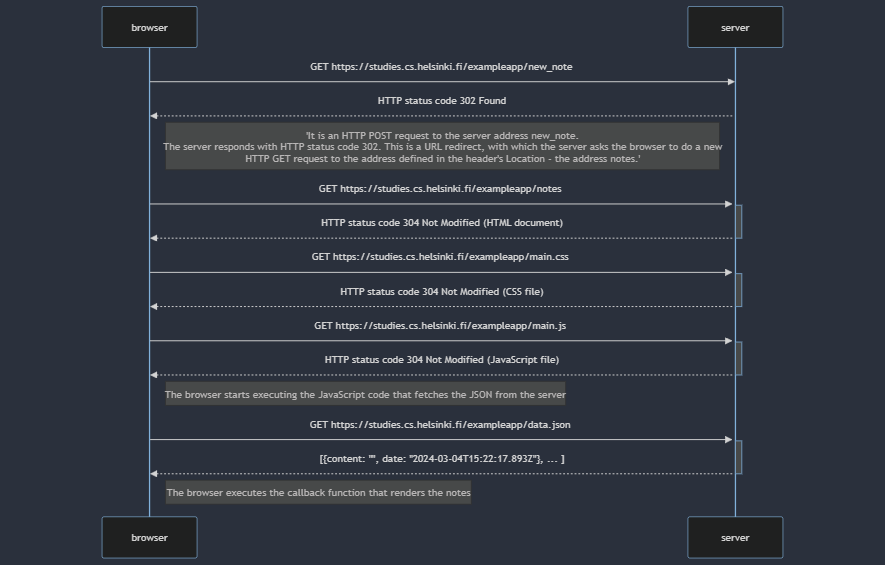 browser
server
GET https://studies.cs.helsinki.fi/exampleapp/new_note
HTTP status code 302 Found
'It is an HTTP POST request to the server address new_note.
The server responds with HTTP status code 302. This is a URL redirect, with which the server asks the browser to do a new
HTTP GET request to the address defined in the header's Location - the address notes.'
GET https://studies.cs.helsinki.fi/exampleapp/notes
HTTP status code 304 Not Modified (HTML document)
GET https://studies.cs.helsinki.fi/exampleapp/main.css
HTTP status code 304 Not Modified (CSS file)
GET https://studies.cs.helsinki.fi/exampleapp/main.js
HTTP status code 304 Not Modified (JavaScript file)
The browser starts executing the JavaScript code that fetches the JSON from the server
GET https://studies.cs.helsinki.fi/exampleapp/data.json
[{content: "", date: "2024-03-04T15:22:17.893Z"}, ... ]
The browser executes the callback function that renders the notes
browser
server